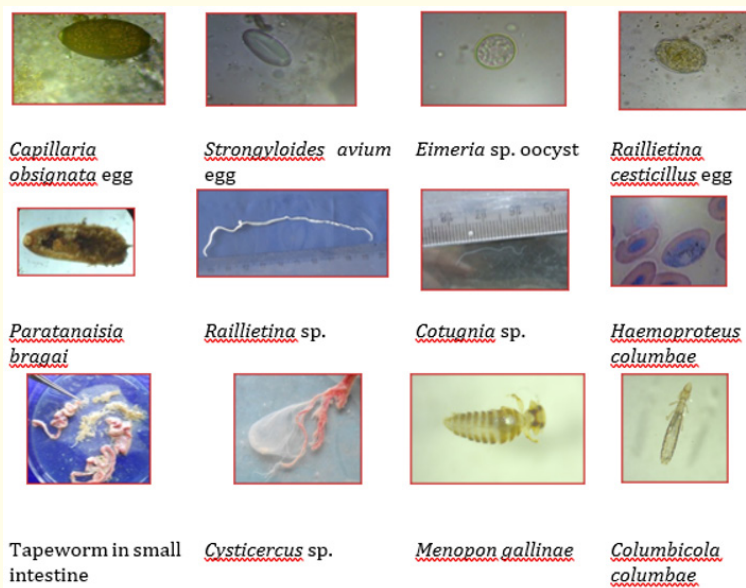 Capillaria obsignata egg
Strongyloides avium egg
Eimeria sp. oocyst
Raillietina cesticillus egg
Paratanaisia bragai
Raillietina sp.
Cotugnia sp.
Haemoproteus columbae
Tapeworm in small intestine
Cysticercus sp.
Menopon gallinae
Columbicola columbae